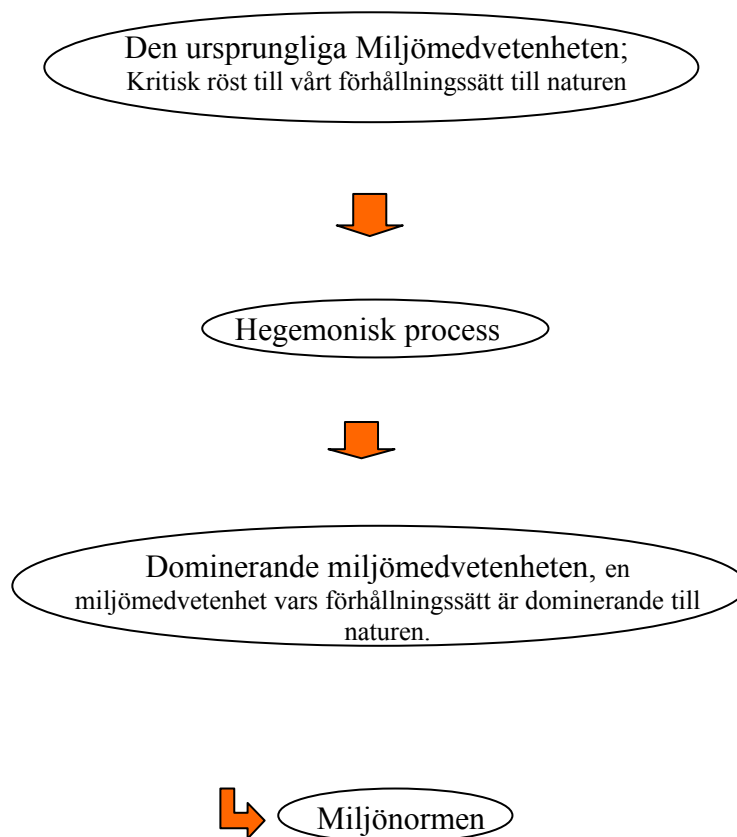 Den ursprungliga Miljömedvetenheten;
Kritisk röst till vårt förhållningssätt till naturen
Hegemonisk process
Dominerande miljömedvetenheten, en
miljömedvetenhet vars förhållningssätt är dominerande till
naturen.
Miljönormen